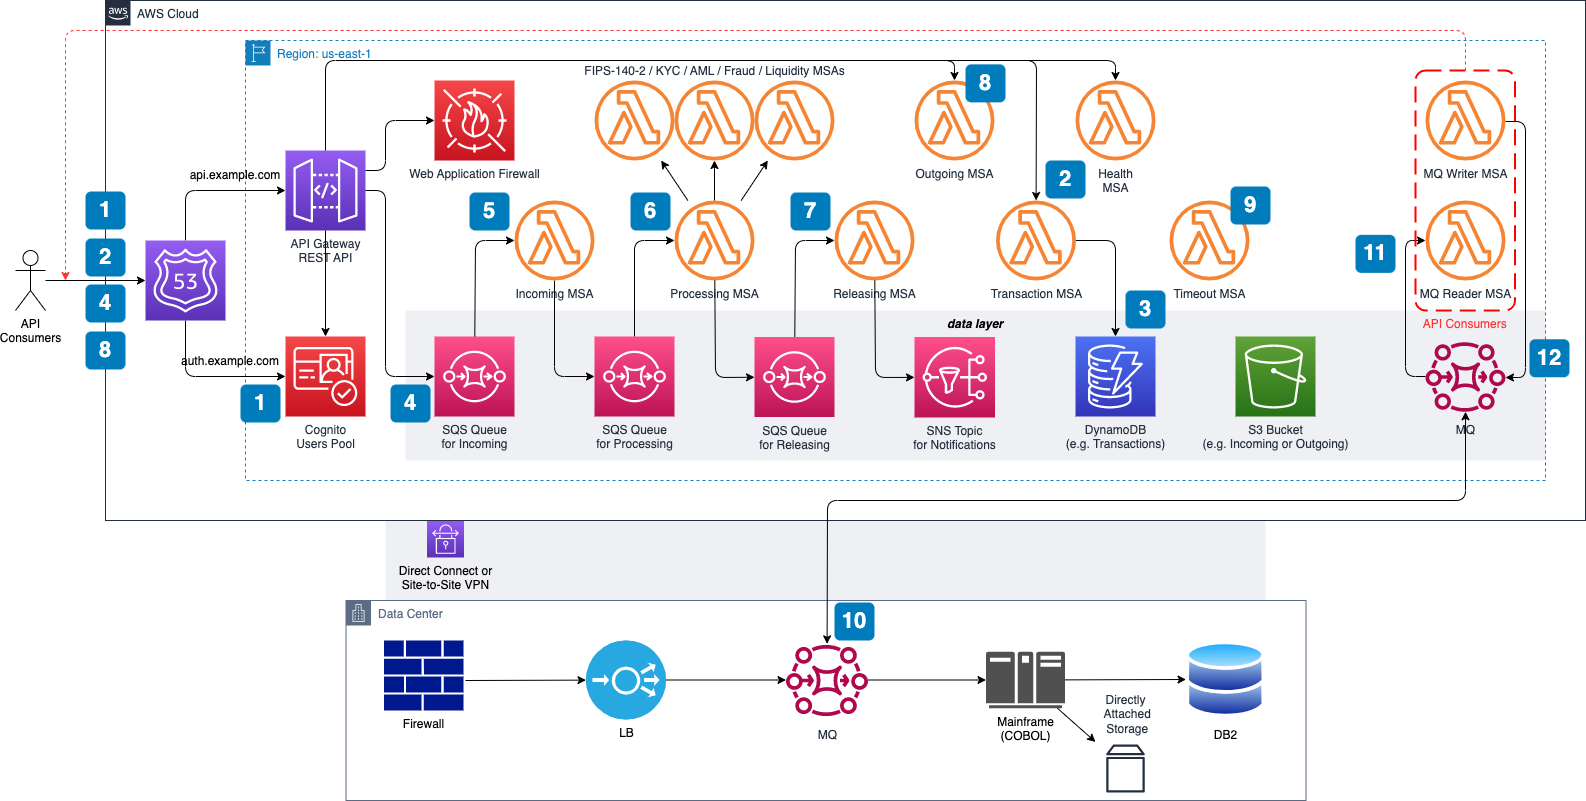 aws
AWS Cloud
Region: us-east-1
FIPS-140-2 / KYC / AML / Fraud / Liquidity MSAs
8
Outgoing MSA
2
Health
MSA
MQ Writer MSA
Web Application Firewall
api.example.com
</>
API Gateway
REST API
1
2
4
8
53
API
Consumers
auth.example.com
1
Cognito
Users Pool
5
Incoming MSA
6
Processing MSA
7
Releasing MSA
Transaction MSA
9
Timeout MSA
11
MQ Reader MSA
API Consumers
data layer
3
12
4
SQS Queue
for Incoming
SQS Queue
for Processing
SQS Queue
for Releasing
SNS Topic
for Notifications
DynamoDB
(e.g. Transactions)
S3 Bucket
(e.g. Incoming or Outgoing)
MQ
Direct Connect or
Site-to-Site VPN
Data Center
10
Firewall
LB
MQ
Mainframe
(COBOL)
Directly
Attached
Storage
DB2